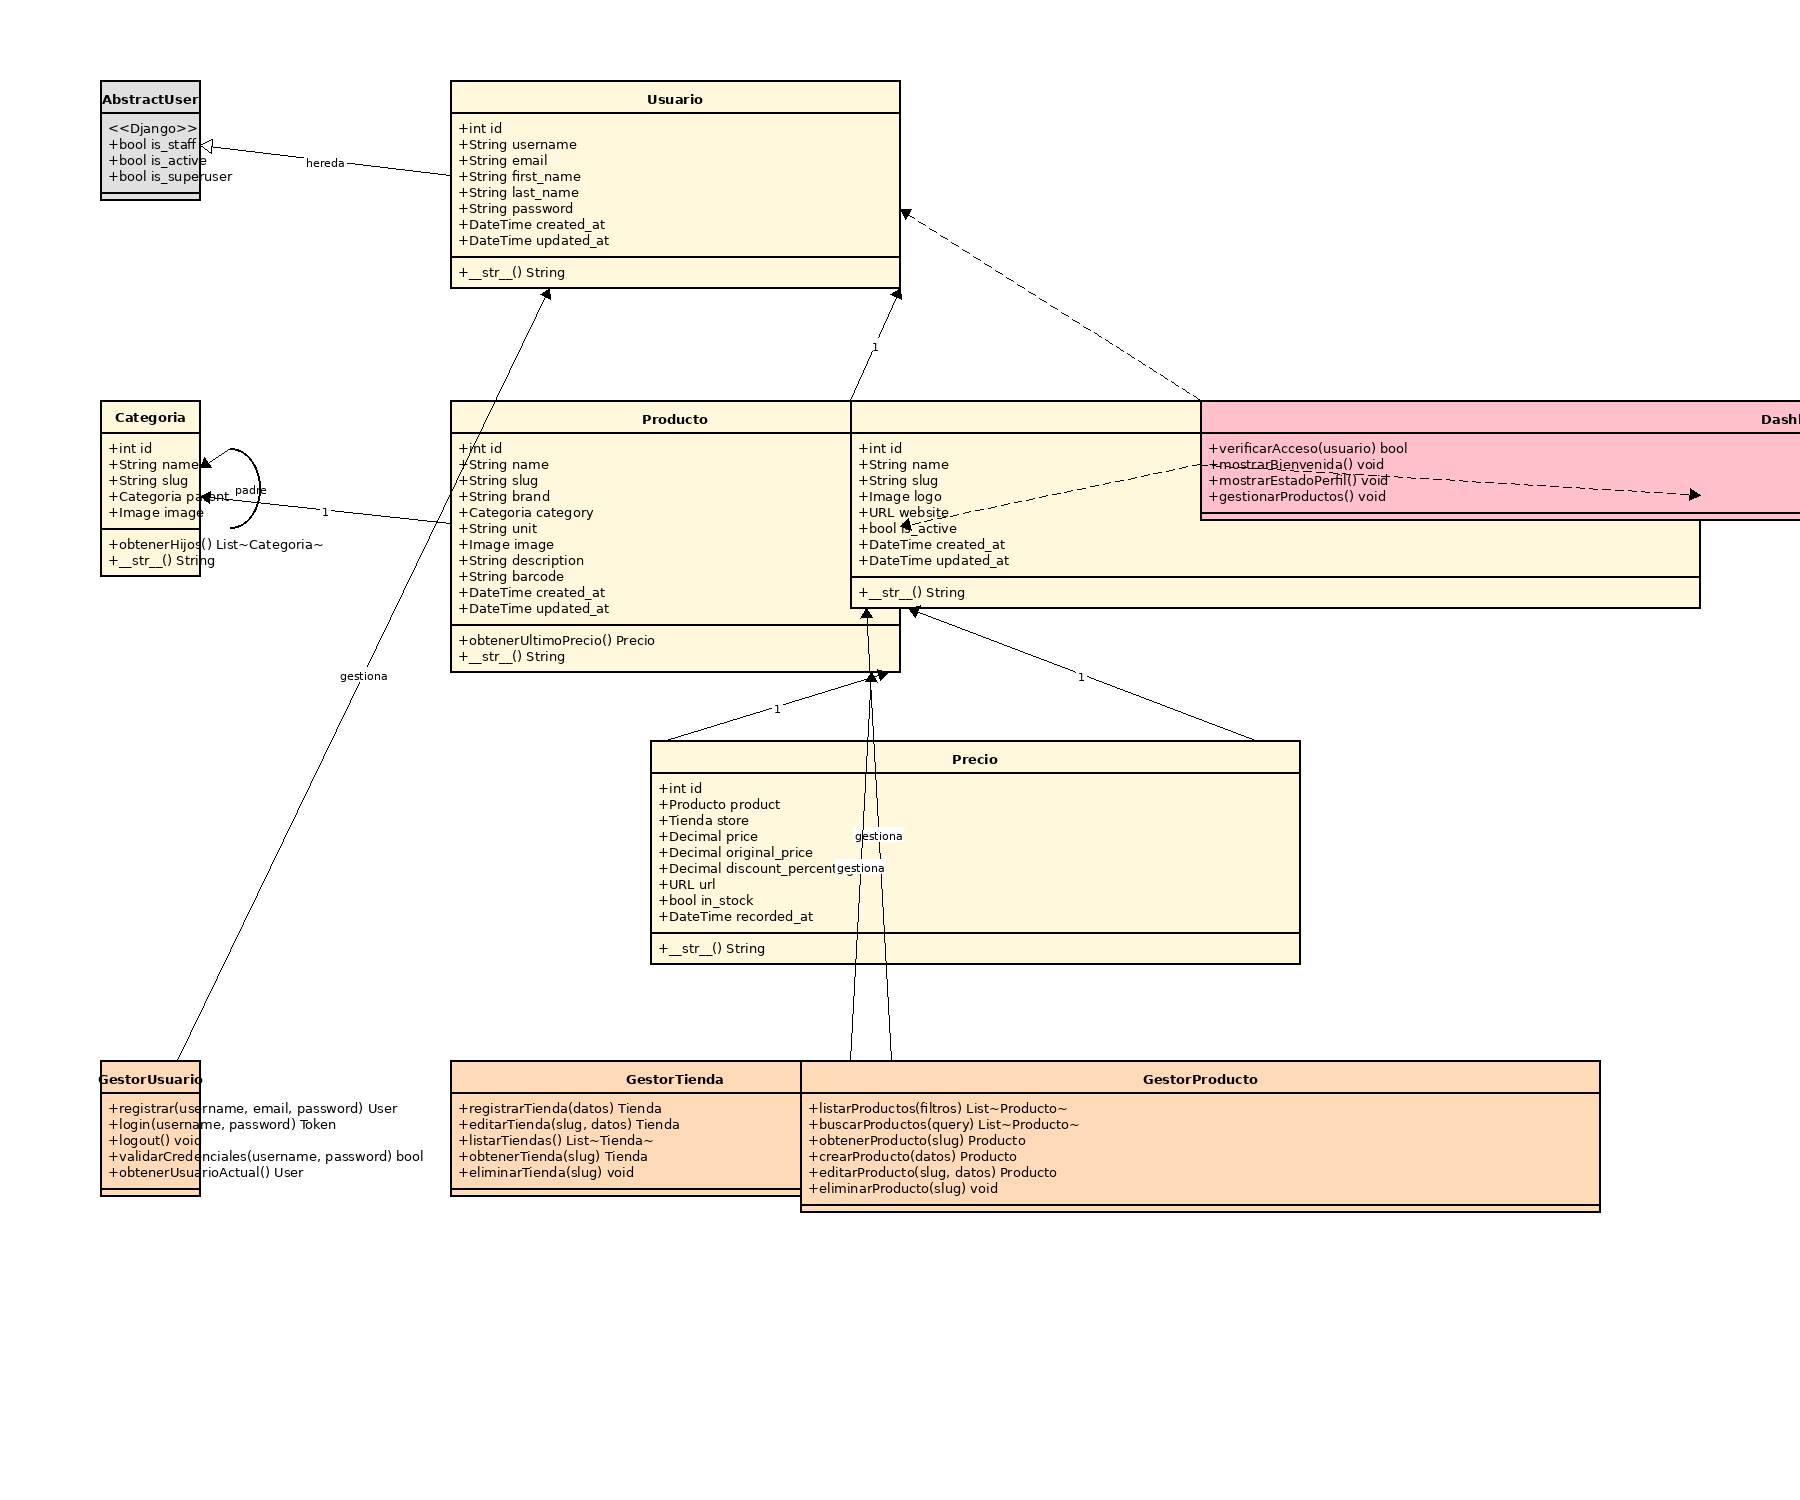 AbstractUser
<<Django>>
+bool is_staff
+bool is_active
+bool is_superuser
hereda
Usuario
+int id
+String username
+String email
+String first_name
+String last_name
+String password
+DateTime created_at
+DateTime updated_at
+__str__() String
1
Categoria
+int id
+String name
+String slug
+Categoria parent
+Image image
+obtenerHijos() List~Categoria~
+__str__() String
padre
1
Producto
+int id
+String name
+String slug
+String brand
+Categoria category
+String unit
+Image image
+String description
+String barcode
+DateTime created_at
+DateTime updated_at
+obtenerUltimoPrecio() Precio
+__str__() String
+int id
+String name
+String slug
+Image logo
+URL website
+bool is_active
+DateTime created_at
+DateTime updated_at
+__str__() String
+verificarAcceso(usuario) bool
+mostrarBienvenida() void
+mostrarEstadoPerfil() void
+gestionarProductos() void
gestiona
1
1
Precio
+int id
+Producto product
+Tienda store
+Decimal price
+Decimal original_price
+Decimal
+URL url
+bool in_stock
+DateTime recorded_at
+__str__() String
gestiona
gestiona
GestorUsuario
+registrar(username, email, password) User
+login(username, password) Token
+logout() void
+validarCredenciales(username, password) bool
+obtenerUsuarioActual() User
GestorTienda
+registrarTienda(datos) Tienda
+editarTienda(slug, datos) Tienda
+listarTiendas() List~Tienda~
+obtenerTienda(slug) Tienda
+eliminarTienda(slug) void
GestorProducto
+listarProductos(filtros) List~Producto~
+buscarProductos(query) List~Producto~
+obtenerProducto(slug) Producto
+crearProducto(datos) Producto
+editarProducto(slug, datos) Producto
+eliminarProducto(slug) void